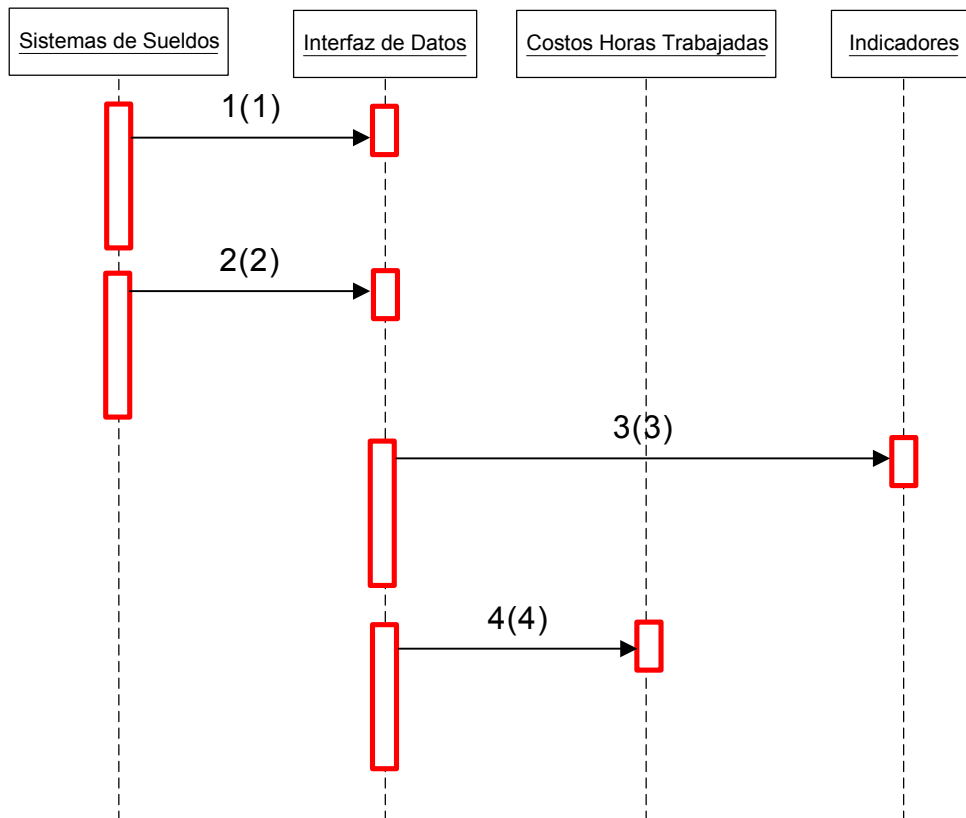 Sistemas de Sueldos
Interfaz de Datos
Costos Horas Trabajadas
Indicadores
1(1)
2(2)
3(3)
4(4)